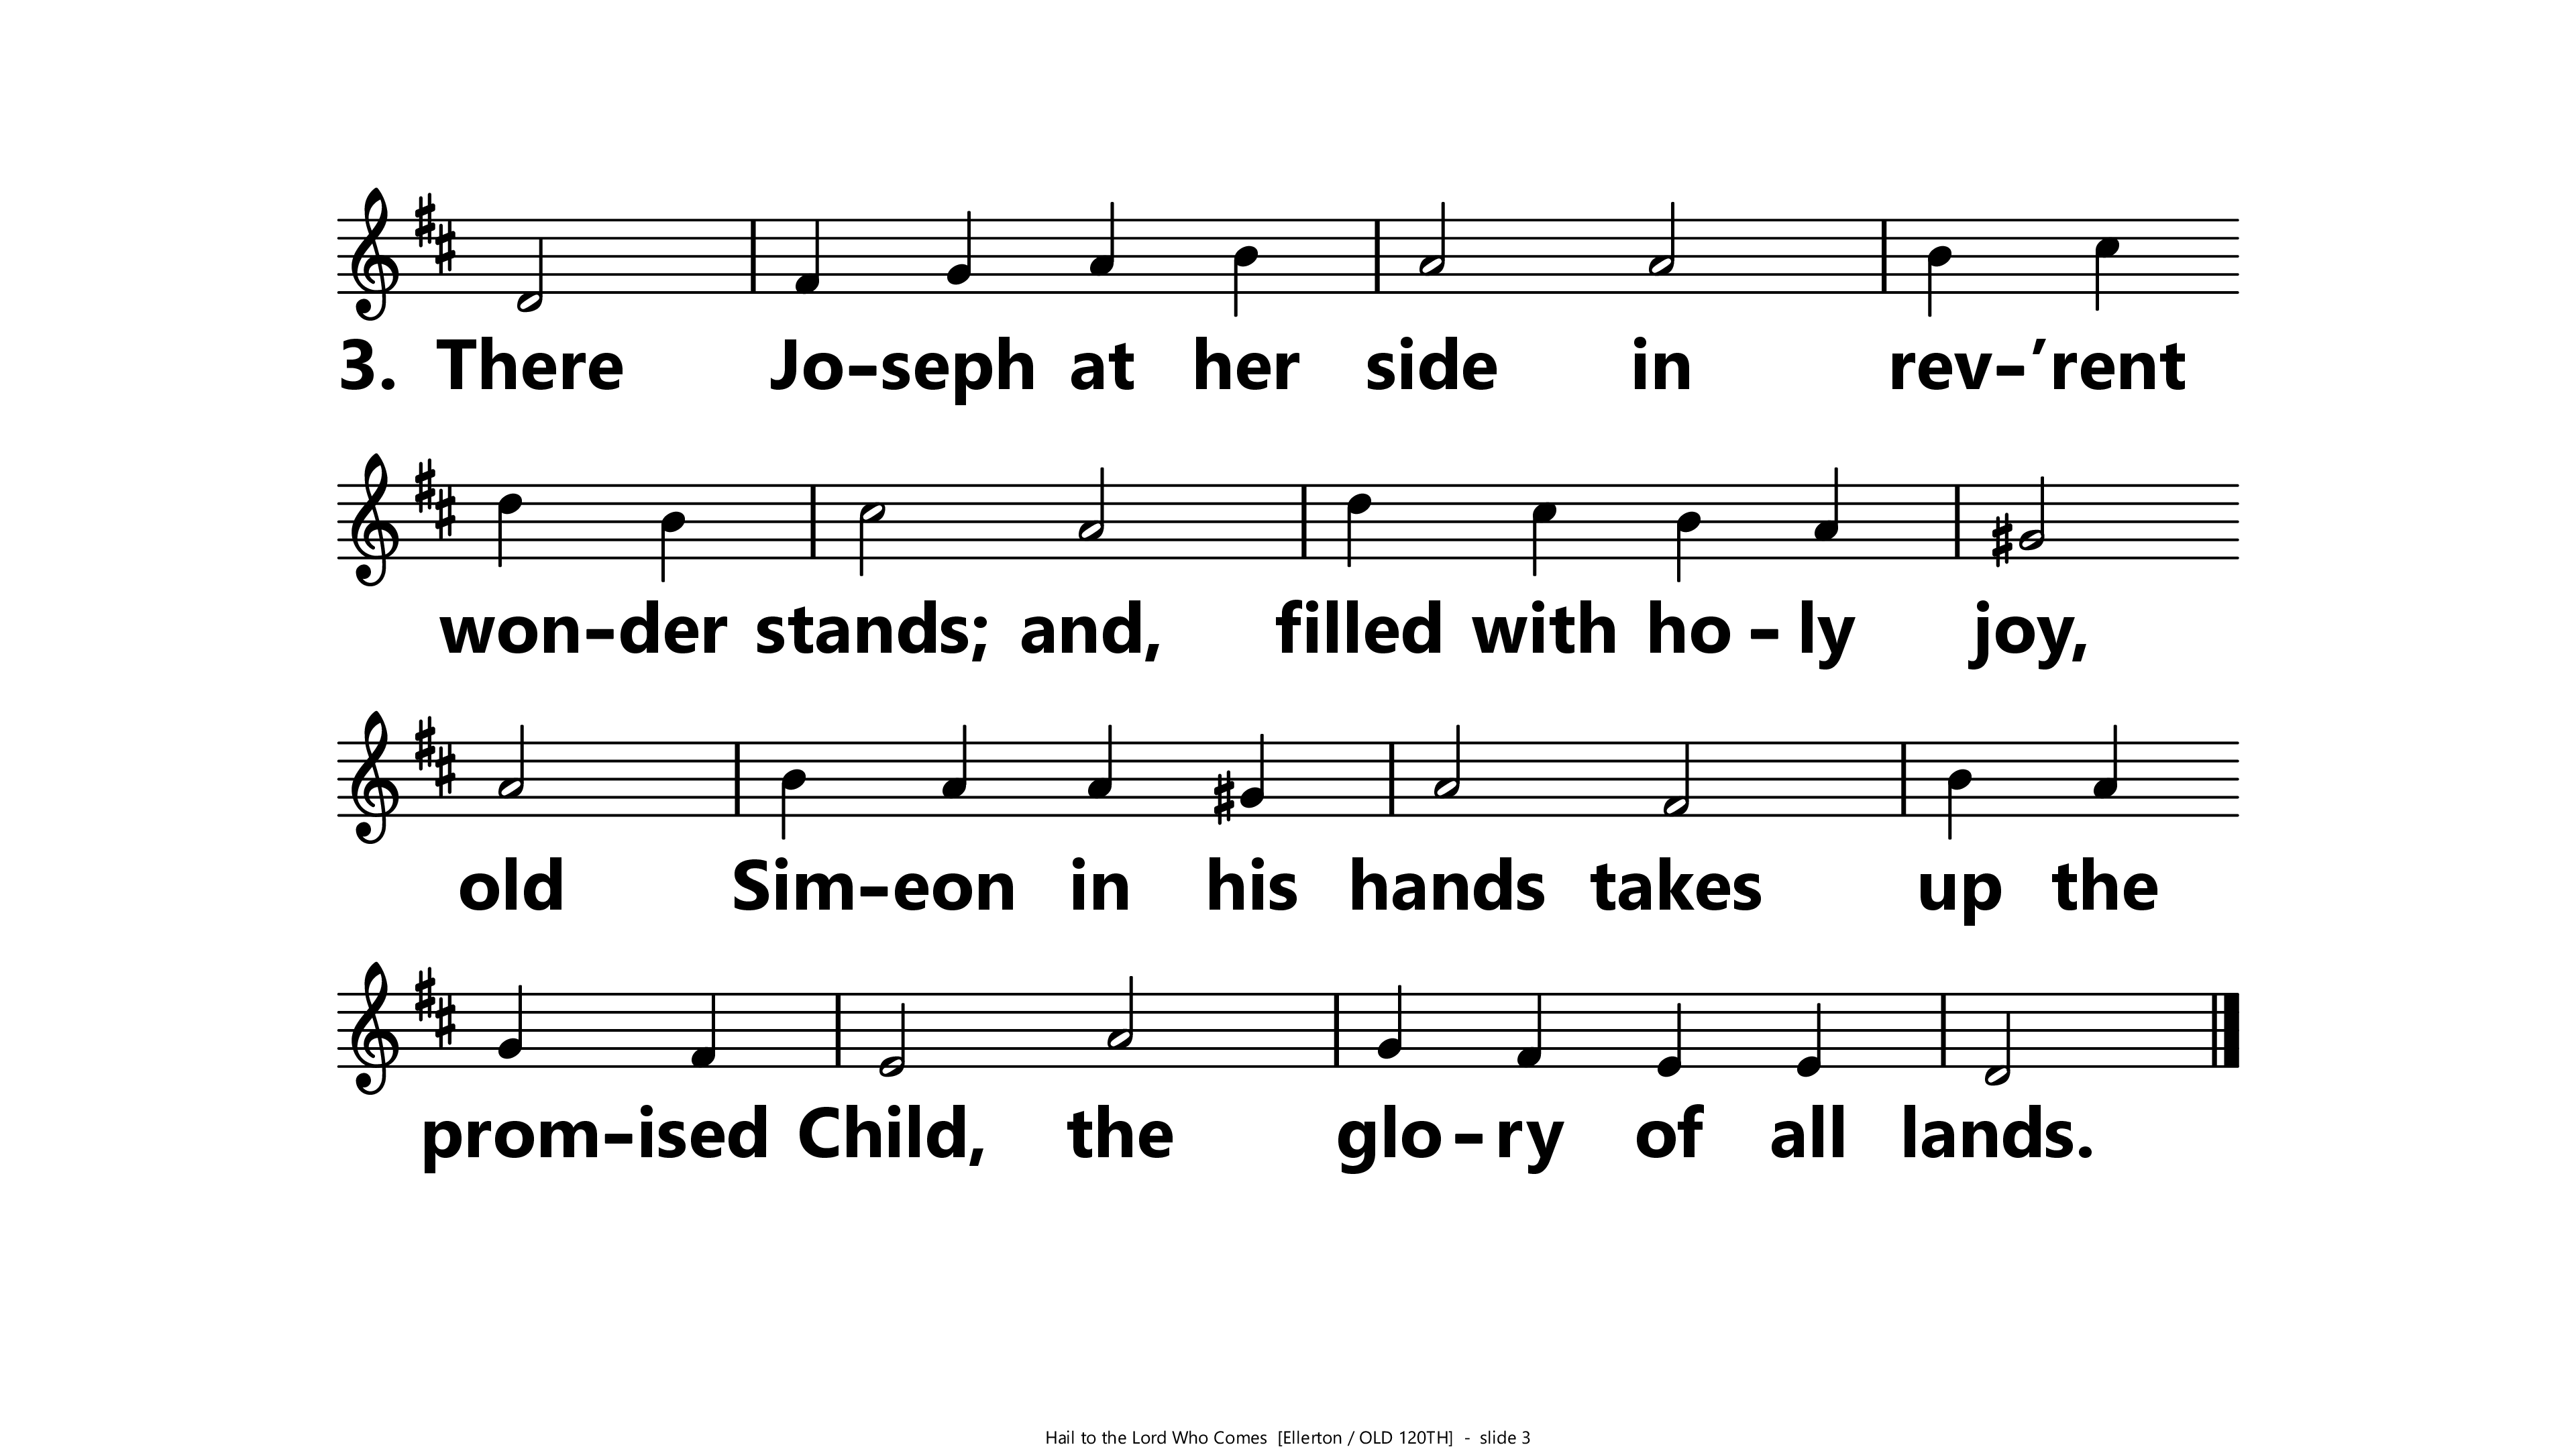 3. There Jo-seph at her side in rev-’rent
won-der stands; and, filled with ho-ly joy,
old Sim-eon in his hands takes up the
prom-ised Child, the glo-ry of all lands.
Hail to the Lord Who Comes [Ellerton / OLD 120TH] - slide 3